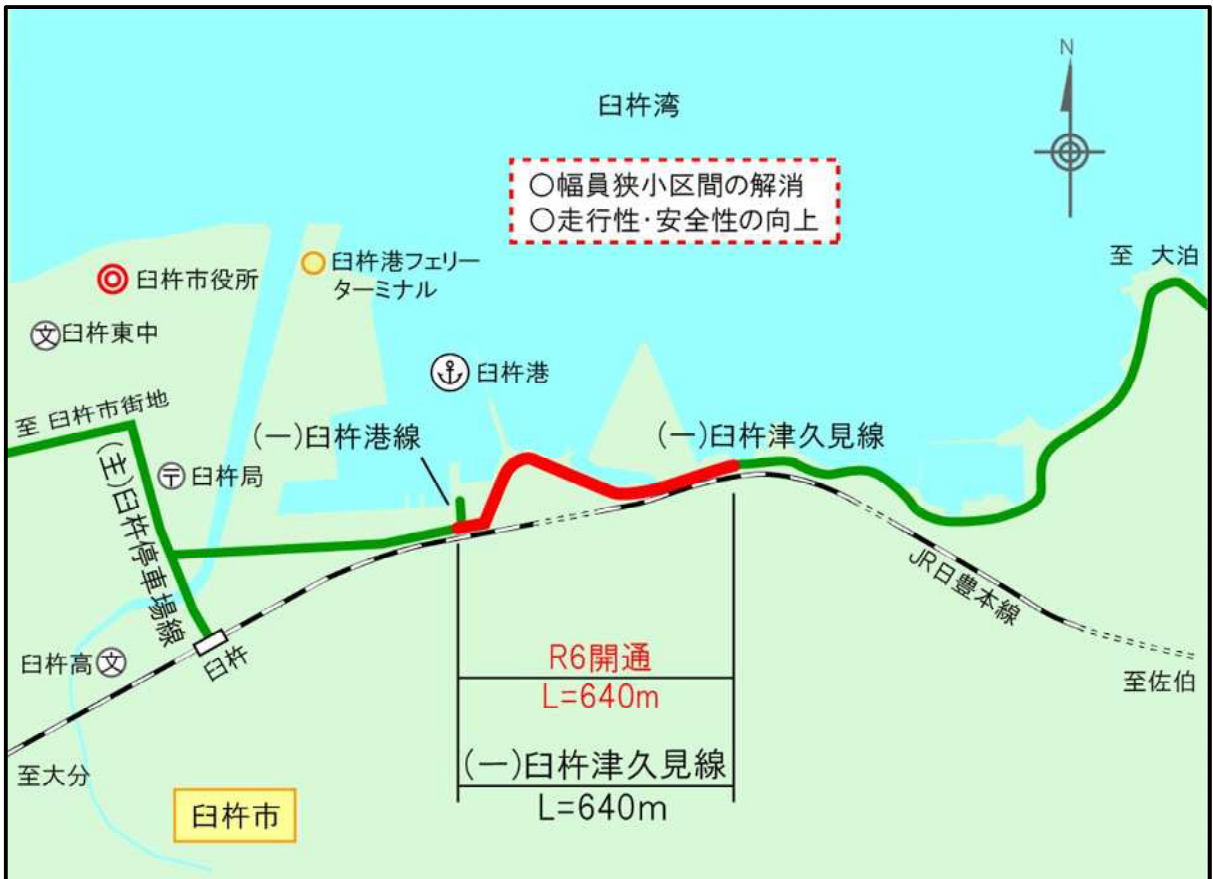 N
臼杵湾
○幅員狭小区間の解消
○走行性・安全性の向上
至 大泊
臼杵市役所
臼杵港フェリー
ターミナル
文
臼杵東中
臼杵港
至 臼杵市街地
(一)臼杵港線
(一)臼杵津久見線
〒
臼杵局
(主)臼杵停車場線
JR日豊本線
臼杵高
文
臼杵
R6開通
L=640m
至佐伯
(一)臼杵津久見線
L=640m
至大分
臼杵市